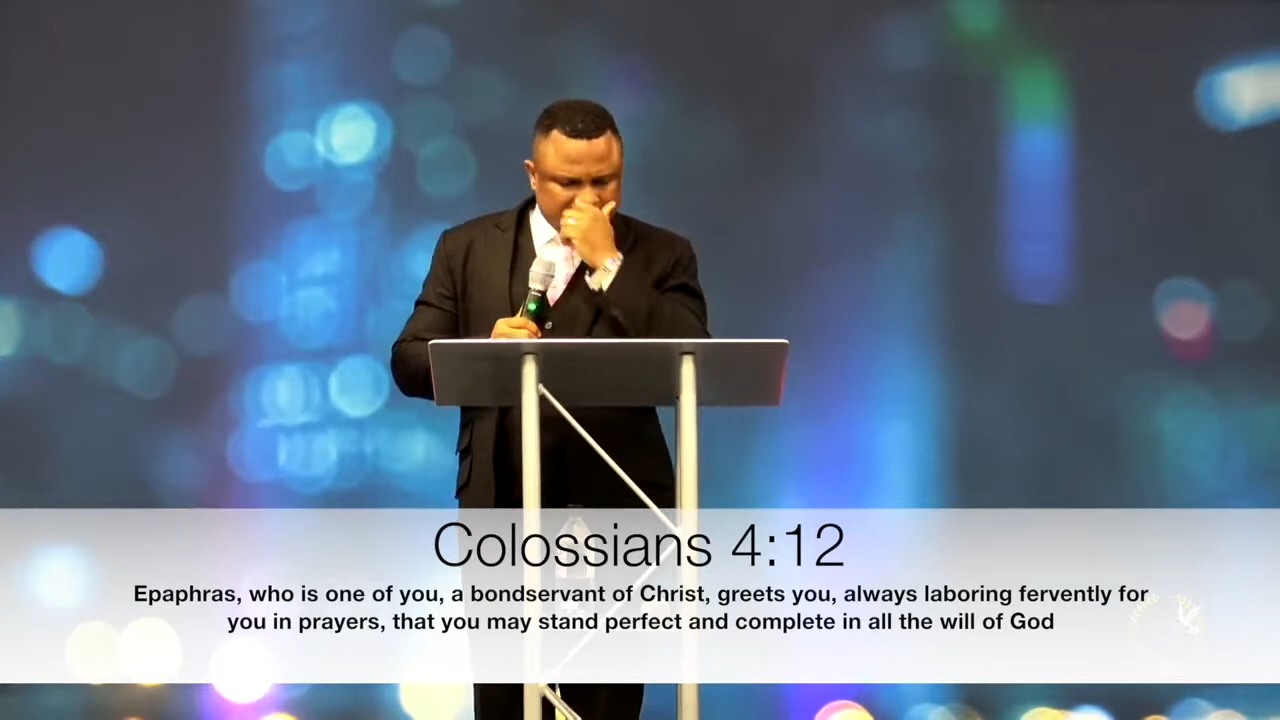 Colossians 4:12
Epaphras, who is one of you, a bondservant of Christ, greets you, always laboring fervently for
you in prayers, that you may stand perfect and complete in all the will of God